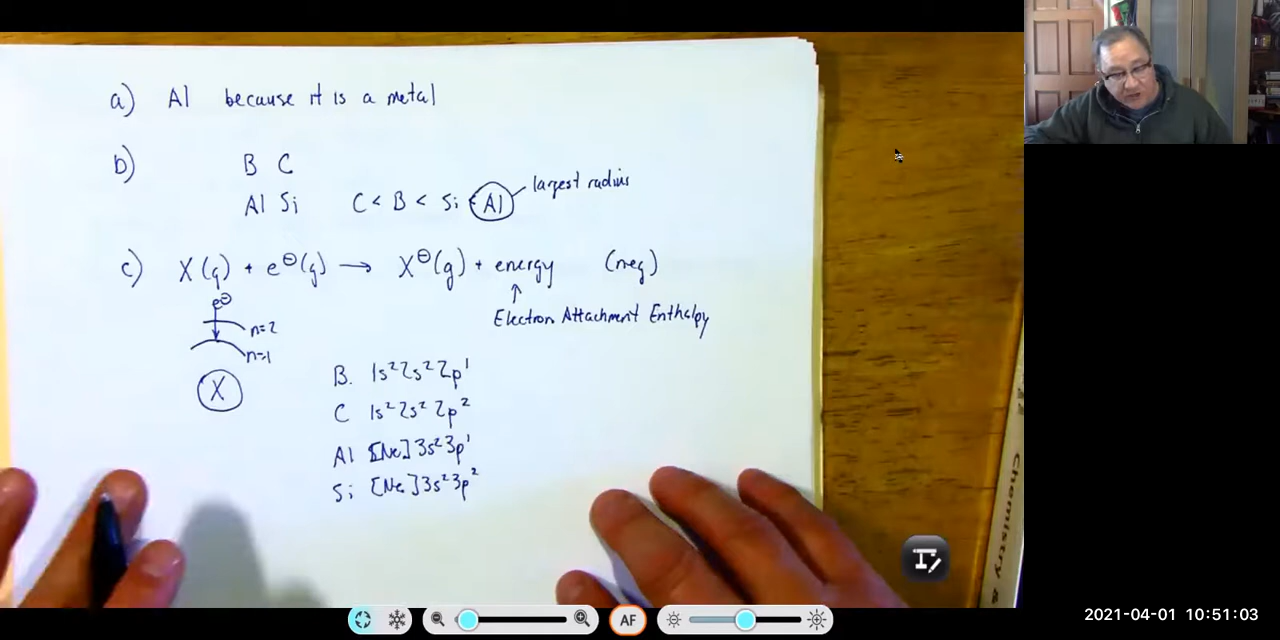 a) Al because it is a metal
b) B C
Al Si C < B < Si < Al largest radius
c) X(g) + e⊖(g) → X⊖(g) + energy (neg)
↑
e⊖
n=2
n=1
X
Electron Attachment Enthalpy
B. 1s²2s²2p¹
C 1s²2s²2p²
Al [Ne]3s²3p¹
Si [Ne]3s²3p²
Chemistry &
AF
2021-04-01 10:51:03